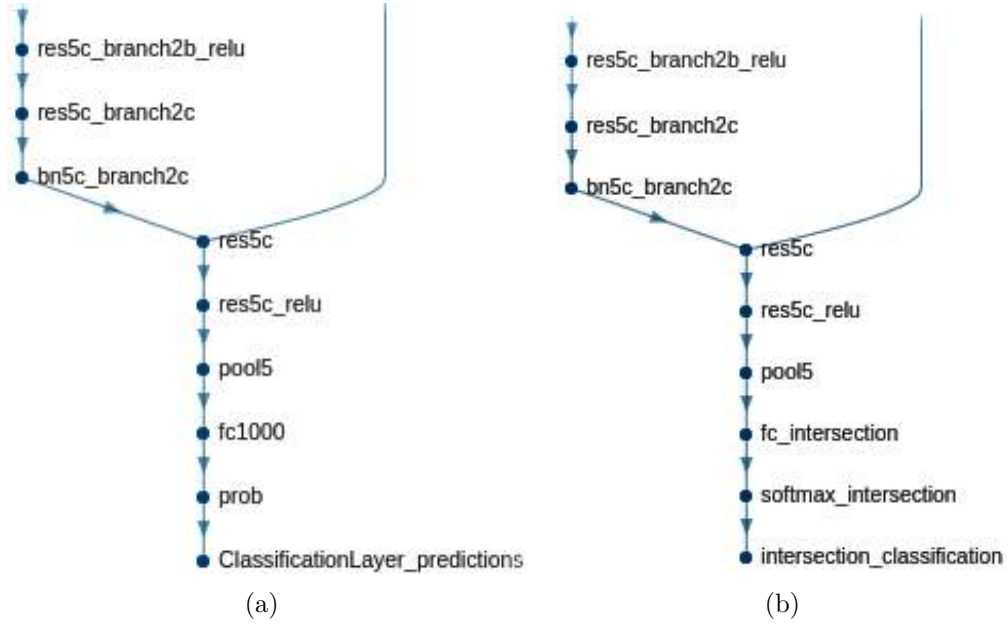 res5c_branch2b_relu
res5c_branch2c
bn5c_branch2c
res5c
res5c_relu
pool5
fc1000
prob
ClassificationLayer_predictions
(a)
res5c_branch2b_relu
res5c_branch2c
bn5c_branch2c
res5c
res5c_relu
pool5
fc_intersection
softmax_intersection
intersection_classification
(b)